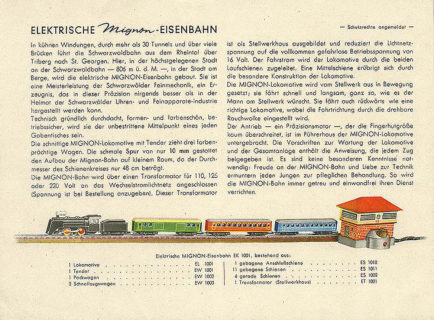 ELEKTRISCHE Mignon-EISENBAHN
— Schutzrechte angemeldet —
In kühnen Windungen, durch mehr als 30 Tunnels und über viele
Brücken führt die Schwarzwaldbahn aus dem Rheintal über
Triberg nach St. Georgen. Hier, in der höchstgelegenen Stadt
an der Schwarzwaldbahn — 806 m ü. d. M. —, in der Stadt am
Berge, wird die elektrische MIGNON-Eisenbahn gebaut. Sie ist
eine Meisterleistung der Schwarzwälder Feinmechanik, ein Er-
zeugnis, das in dieser Präzision nirgends besser als in der
Heimat der Schwarzwälder Uhren- und Feinapparate-Industrie
hergestellt werden kann.
Technisch gründlich durchdacht, formen- und farbenschön, be-
triebssicher, wird sie der unbestrittene Mittelpunkt eines jeden
Gabentisches sein.
Die schnittige MIGNON-Lokomotive mit Tender zieht drei farben-
prächtige Wagen. Die schmale Spur von nur 10 mm gestattet
den Aufbau der Mignon-Bahn auf kleinem Raum, da der Durch-
messer des Schienenkreises nur 48 cm beträgt.
Die MIGNON-Bahn wird über einen Transformator für 110, 125
oder 220 Volt an das Wechselstromlichtnetz angeschlossen
(Spannung ist bei Bestellung anzugeben). Dieser Transformator
ist als Stellwerkhaus ausgebildet und reduziert die Lichtnetz-
spannung auf die vollkommen gefahrlose Betriebsspannung von
16 Volt. Der Fahrstrom wird der Lokomotive durch die beiden
Laufschienen zugeleitet. Eine Mittelschiene erübrigt sich durch
die besondere Konstruktion der Lokomotive.
Die MIGNON-Lokomotive wird vom Stellwerk aus in Bewegung
gesetzt; sie fährt schnell und langsam, ganz so, wie es der
Mann am Stellwerk wünscht. Sie fährt auch rückwärts wie eine
richtige Lokomotive, wobei die Fahrtrichtung durch die drehbare
Rauchwolke eingestellt wird.
Der Antrieb — ein Präzisionsmotor —, der die Fingerhutgröße
kaum überschreitet, ist im Führerhaus der MIGNON-Lokomotive
untergebracht. Die Vorschriften zur Wartung der Lokomotive
und der Gesamtanlage enthält die Anweisung, die jeden Zug
beigegeben ist. Es sind keine besonderen Kenntnisse not-
wendig: Freude an der MIGNON-Bahn und Liebe zur Technik
ermuntern jeden Jungen zur pfleglichen Behandlung. So wird
die MIGNON-Bahn immer getreu und einwandfrei ihren Dienst
verrichten.
Elektrische MIGNON-Eisenbahn EK 1001, bestehend aus:
1 Lokomotive . . . EL 1001
1 Tender . . . EW 1001
1 Packwagen . . . EW 1002
2 Schnellzugwagen . . . EW 1003
1 gebogene Anschlußschiene . . . ES 1010
11 gebogene Schienen . . . ES 1011
4 gerade Schienen . . . ES 1009
1 Transformator (Stellwerkhaus) . . . ET 1001